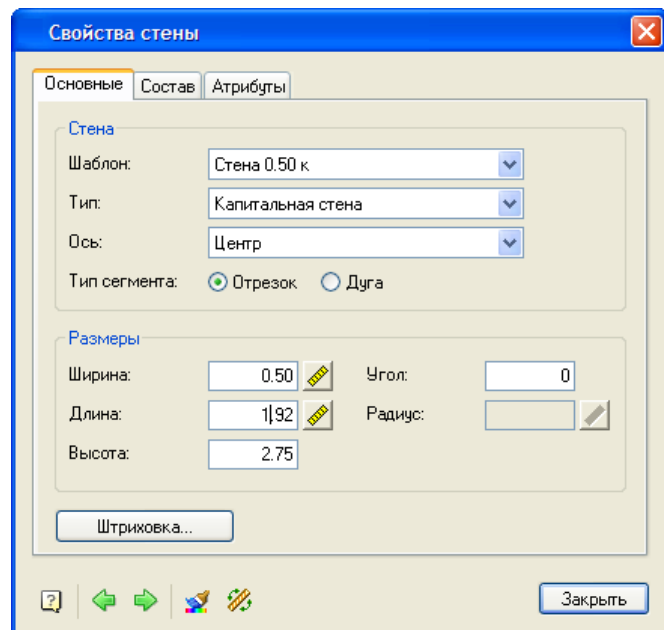 Свойства стены
Основные Состав Атрибуты
Стена
Шаблон: Стена 0.50 к
Тип: Капитальная стена
Ось: Центр
Тип сегмента: Отрезок Дуга
Размеры
Ширина: 0.50 Угол: 0
Длина: 1.92 Радиус:
Высота: 2.75
Штриховка...
? Закрыть